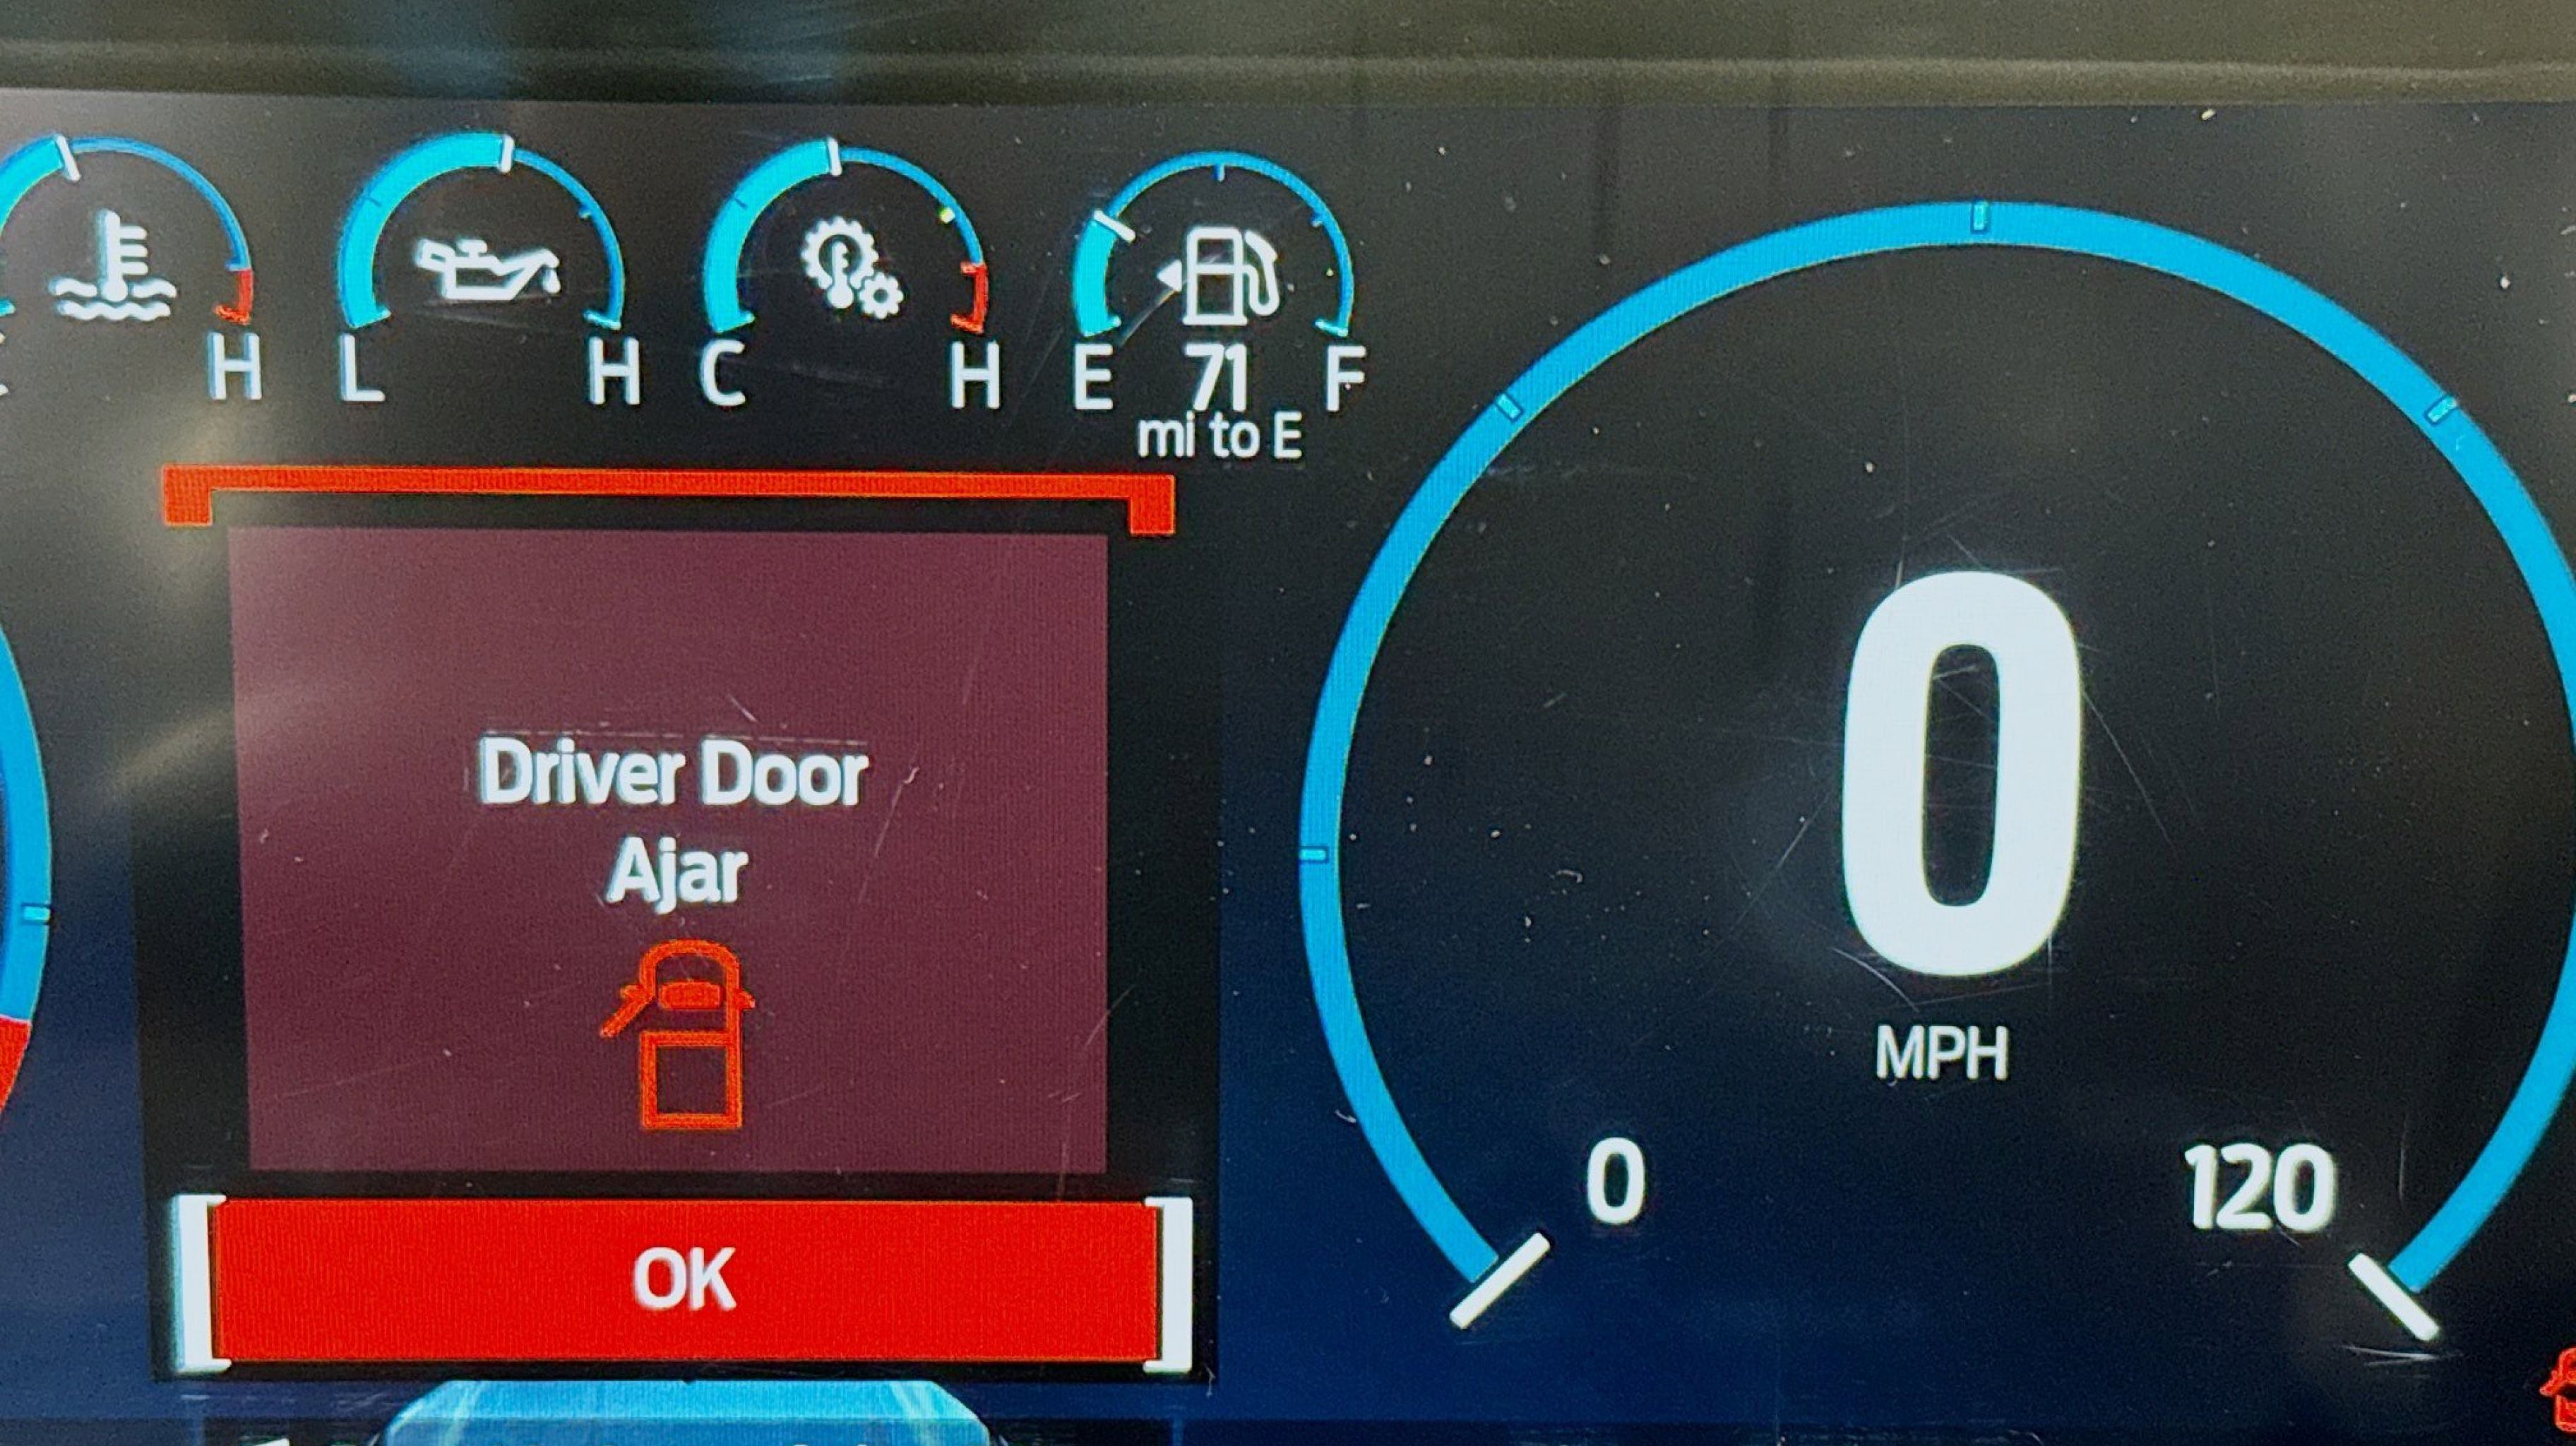 H L H C H E 71 F
mi to E
Driver Door
Ajar
OK
0
MPH
0 120